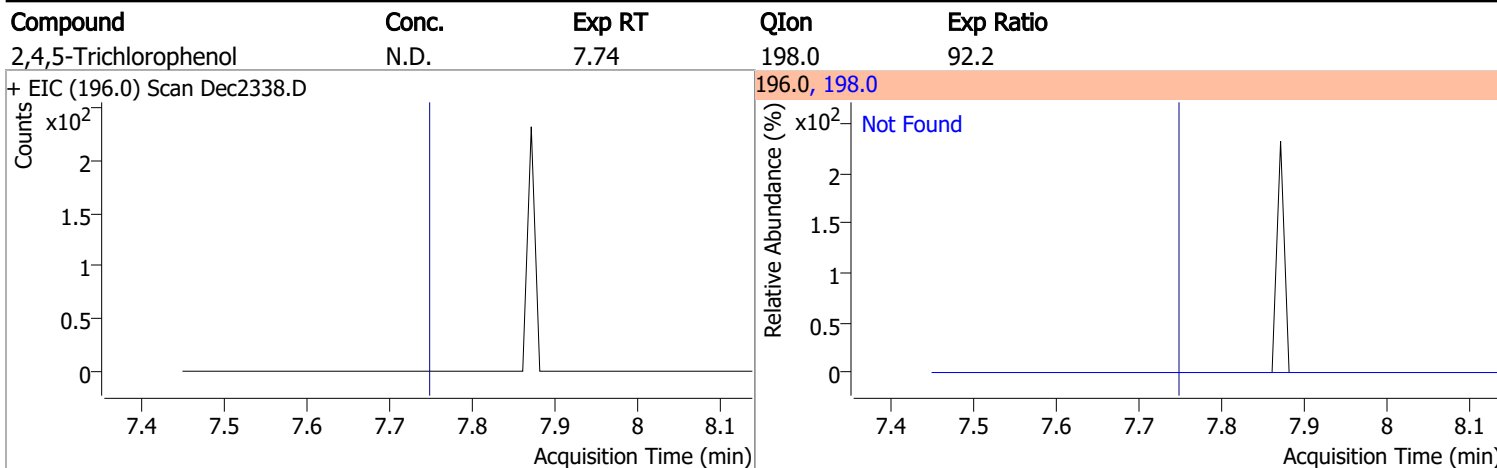 Compound Conc. Exp RT QIon Exp Ratio
2,4,5-Trichlorophenol N.D. 7.74 198.0 92.2
+ EIC (196.0) Scan Dec2338.D
Counts
x10²
2
1.5
1
0.5
0
7.4 7.5 7.6 7.7 7.8 7.9 8 8.1
Acquisition Time (min)
196.0, 198.0
Relative Abundance (%)
x10²
Not Found
2
1.5
1
0.5
0
7.4 7.5 7.6 7.7 7.8 7.9 8 8.1
Acquisition Time (min)